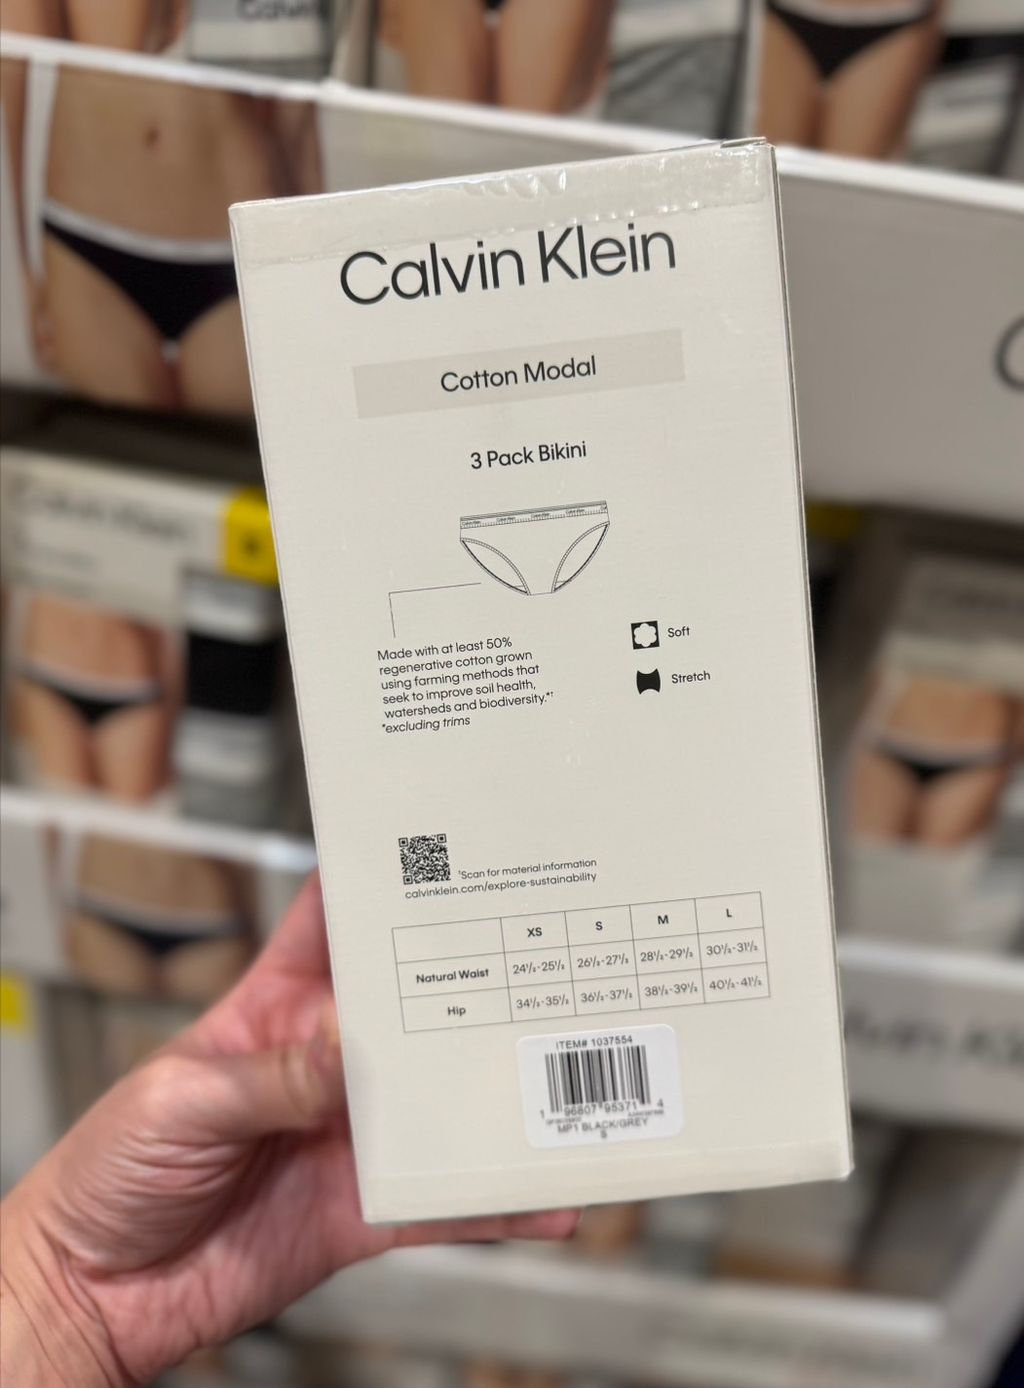 Calvin Klein
Cotton Modal
3 Pack Bikini
Made with at least 50%
regenerative cotton grown
using farming methods that
seek to improve soil health,
watersheds and biodiversity.*†
*excluding trims
Soft
Stretch
†Scan for material information
calvinklein.com/explore-sustainability
XS S M L
Natural Waist 24½-25½ 26½-27½ 28½-29½ 30½-31½
Hip 34½-35½ 36½-37½ 38½-39½ 40½-41½
ITEM# 1037554
1 96807 95371 4
MP1 BLACK/GREY
S